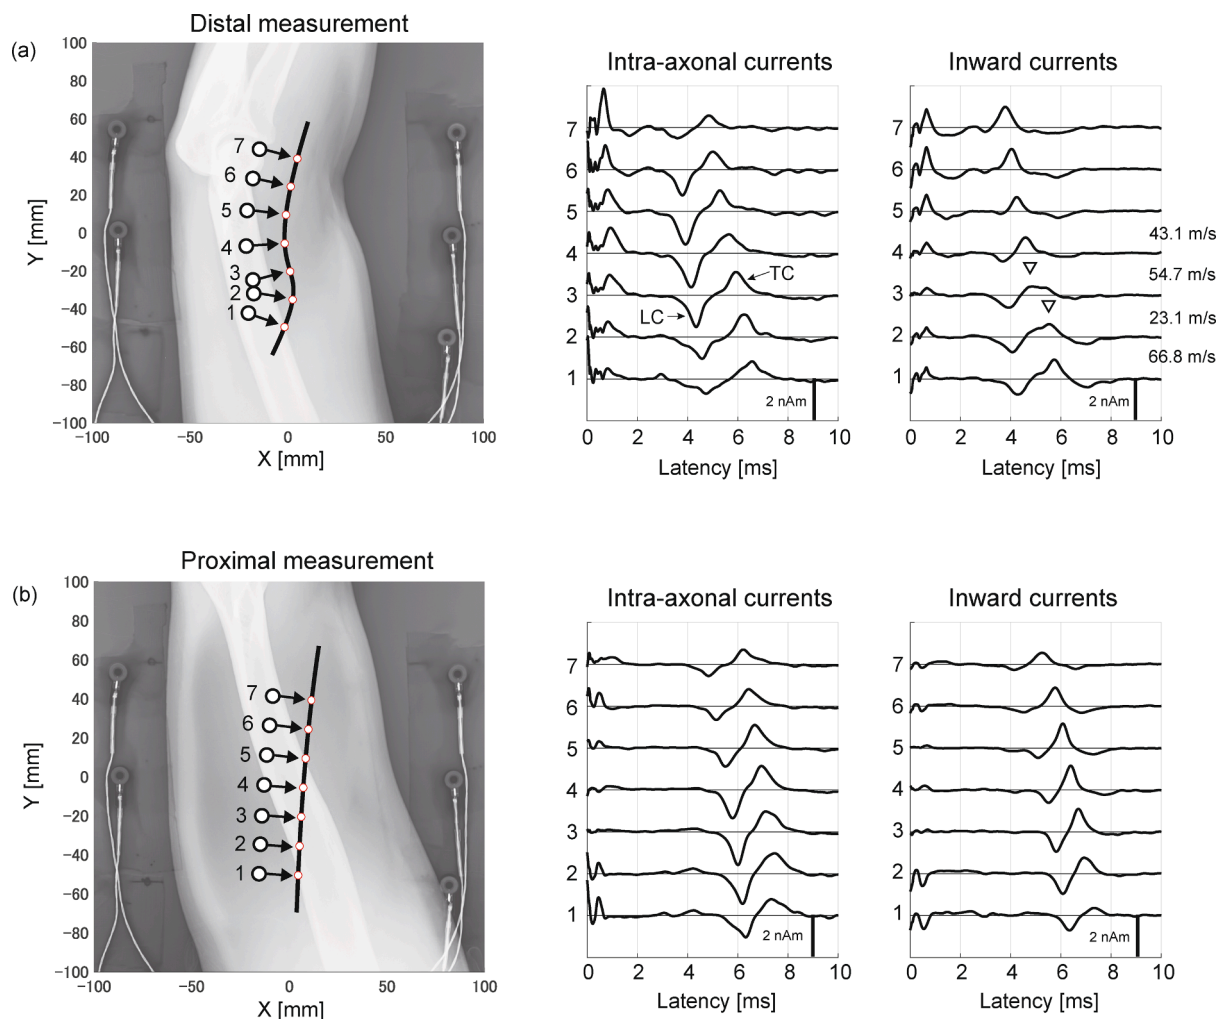 Distal measurement
(a)
100
80
60
40
20
0
−20
−40
−60
−80
−100
Y [mm]
7
6
5
4
3
2
1
−100
−50
0
50
100
X [mm]
Intra-axonal currents
7
6
5
4
3
2
1
TC
LC
2 nAm
0 2 4 6 8 10
Latency [ms]
Inward currents
7
6
5
4
3
2
1
43.1 m/s
54.7 m/s
23.1 m/s
66.8 m/s
2 nAm
0 2 4 6 8 10
Latency [ms]
Proximal measurement
(b)
100
80
60
40
20
0
−20
−40
−60
−80
−100
Y [mm]
7
6
5
4
3
2
1
−100
−50
0
50
100
X [mm]
Intra-axonal currents
7
6
5
4
3
2
1
2 nAm
0 2 4 6 8 10
Latency [ms]
Inward currents
7
6
5
4
3
2
1
2 nAm
0 2 4 6 8 10
Latency [ms]